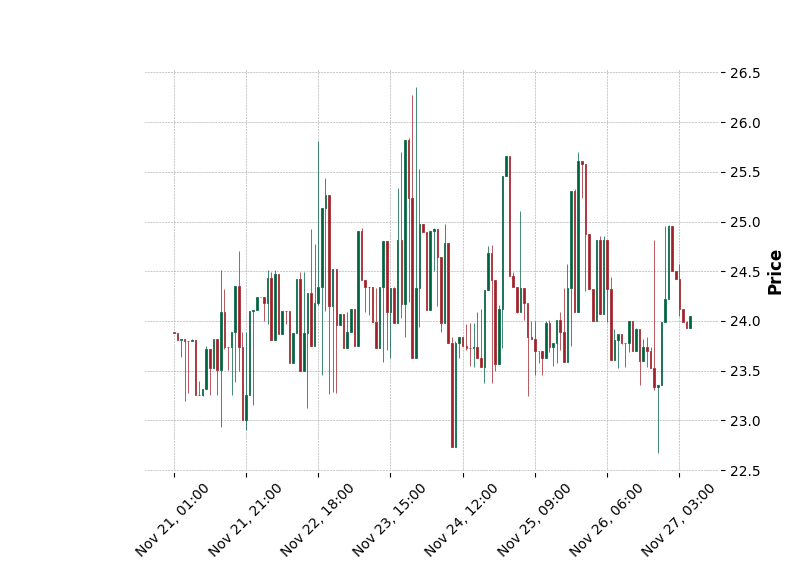 26.5
26.0
25.5
25.0
24.5
24.0
23.5
23.0
22.5
Price
Nov 21, 01:00
Nov 21, 21:00
Nov 22, 18:00
Nov 23, 15:00
Nov 24, 12:00
Nov 25, 09:00
Nov 26, 06:00
Nov 27, 03:00